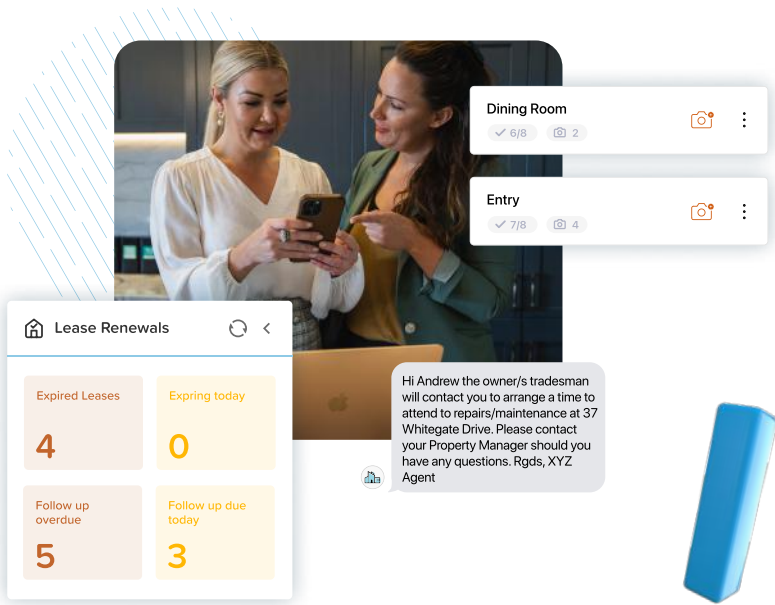 Dining Room
6/8 2
Entry
7/8 4
Lease Renewals
Expired Leases
4
Expring today
0
Follow up
overdue
5
Follow up due
today
3
Hi Andrew the owner/s tradesman
will contact you to arrange a time to
attend to repairs/maintenance at 37
Whitegate Drive. Please contact
your Property Manager should you
have any questions. Rgds, XYZ
Agent